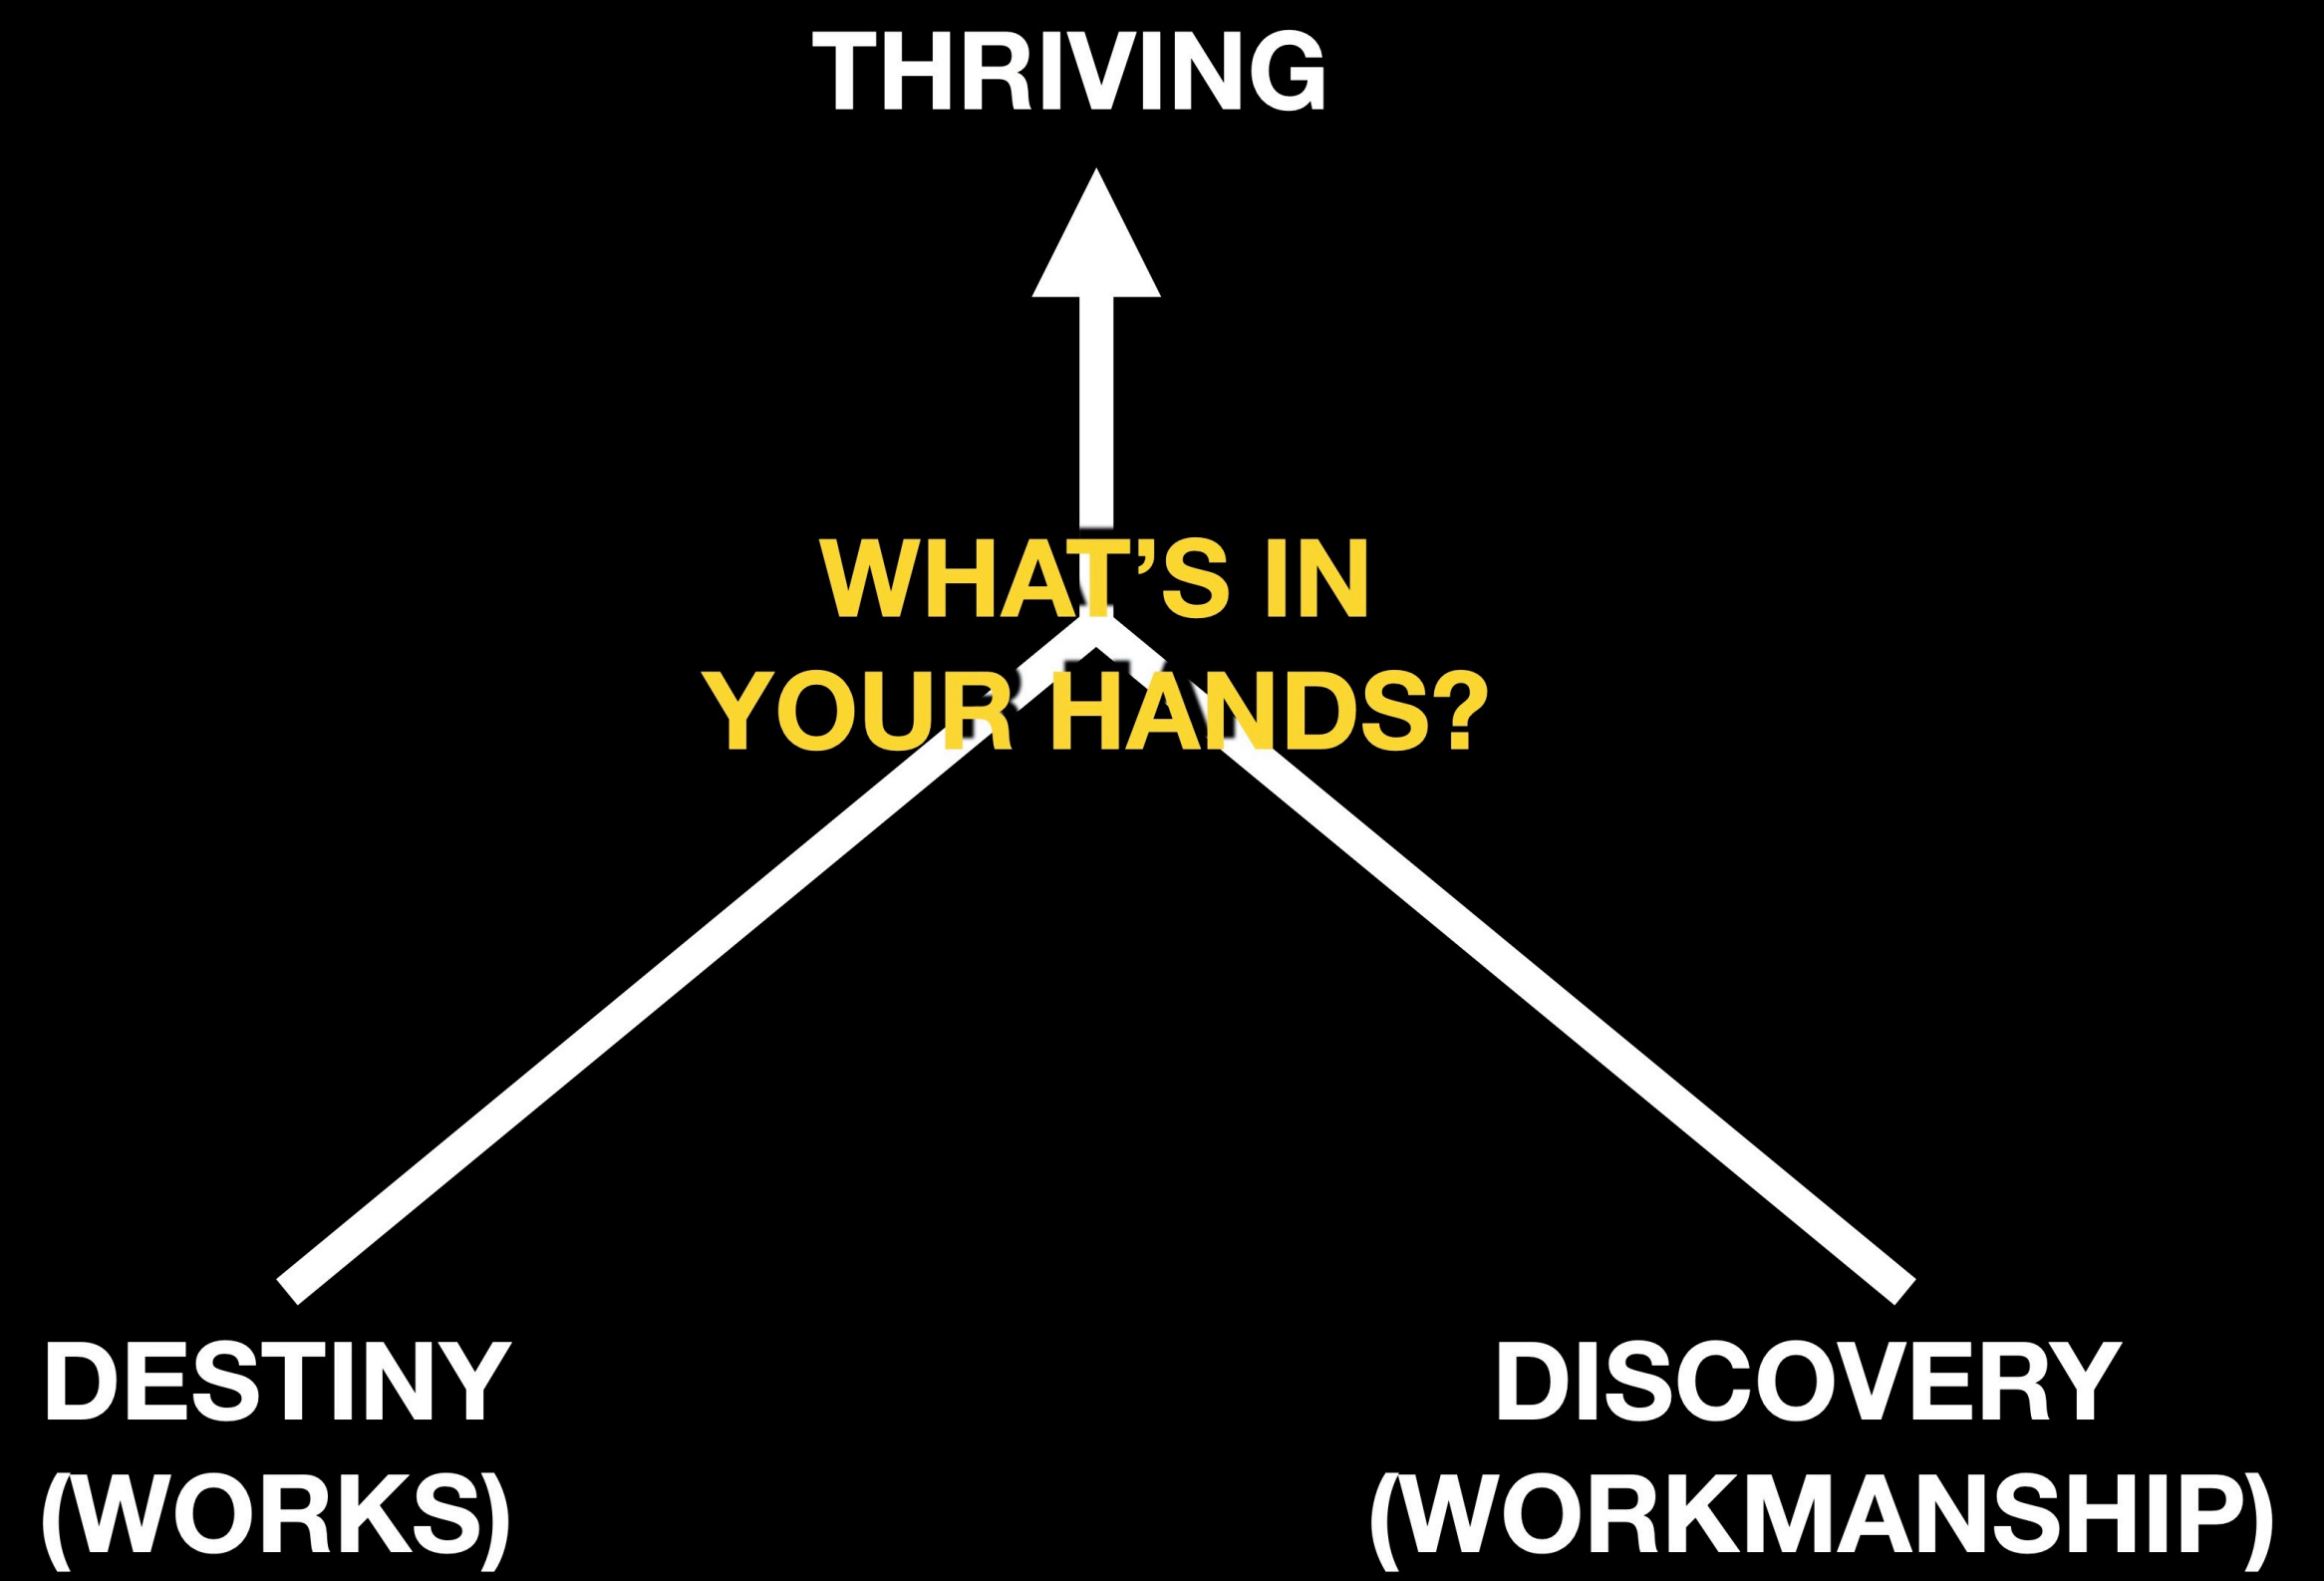 THRIVING
WHAT’S IN
YOUR HANDS?
DESTINY
(WORKS)
DISCOVERY
(WORKMANSHIP)